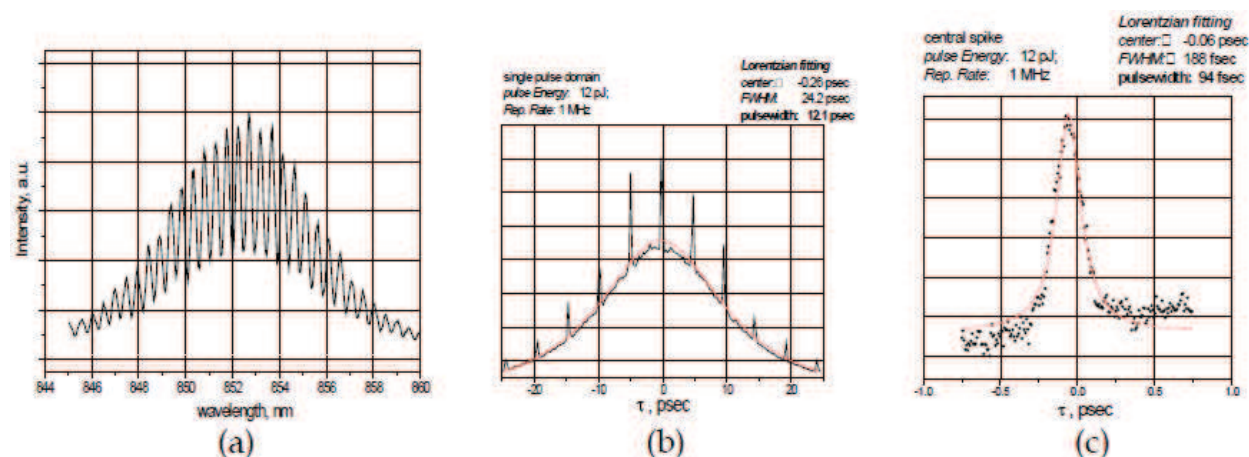 Intensity, a.u.
844 846 848 850 852 854 856 858 860
wavelength, nm
(a)
single pulse domain
pulse Energy: 12 pJ;
Rep. Rate: 1 MHz
Lorentzian fitting
center:□ -0.26 psec
FWHM: 24.2 psec
pulsewidth: 12.1 psec
-20 -10 0 10 20
τ , psec
(b)
central spike
pulse Energy: 12 pJ;
Rep. Rate: 1 MHz
Lorentzian fitting
center:□ -0.06 psec
FWHM:□ 188 fsec
pulsewidth: 94 fsec
-1.0 -0.5 0.0 0.5 1.0
τ , psec
(c)